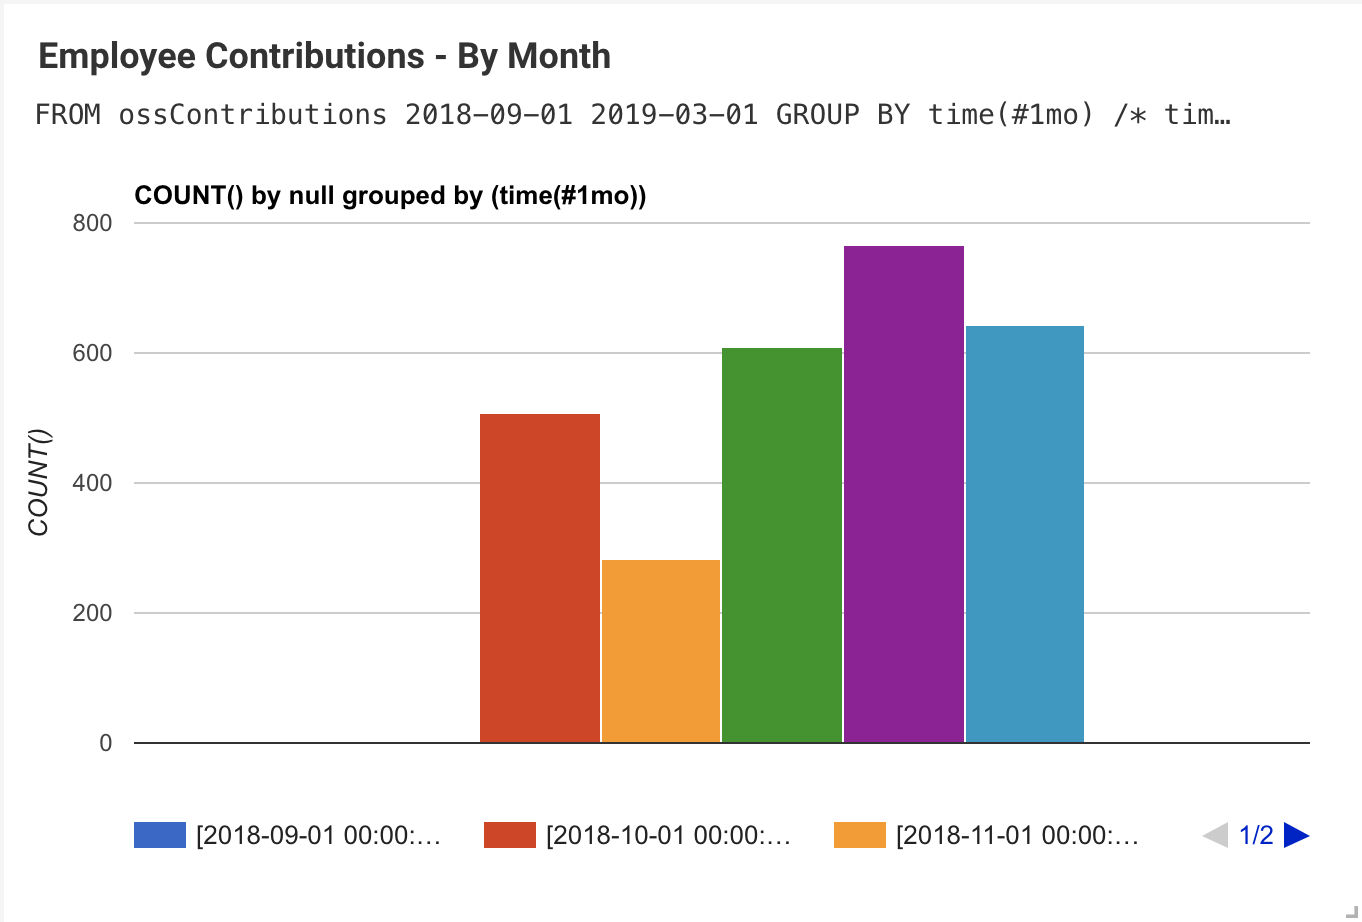 Employee Contributions - By Month
FROM ossContributions 2018-09-01 2019-03-01 GROUP BY time(#1mo) /* tim…
COUNT() by null grouped by (time(#1mo))
800
600
400
200
0
COUNT()
[2018-09-01 00:00:… [2018-10-01 00:00:… [2018-11-01 00:00:… 1/2